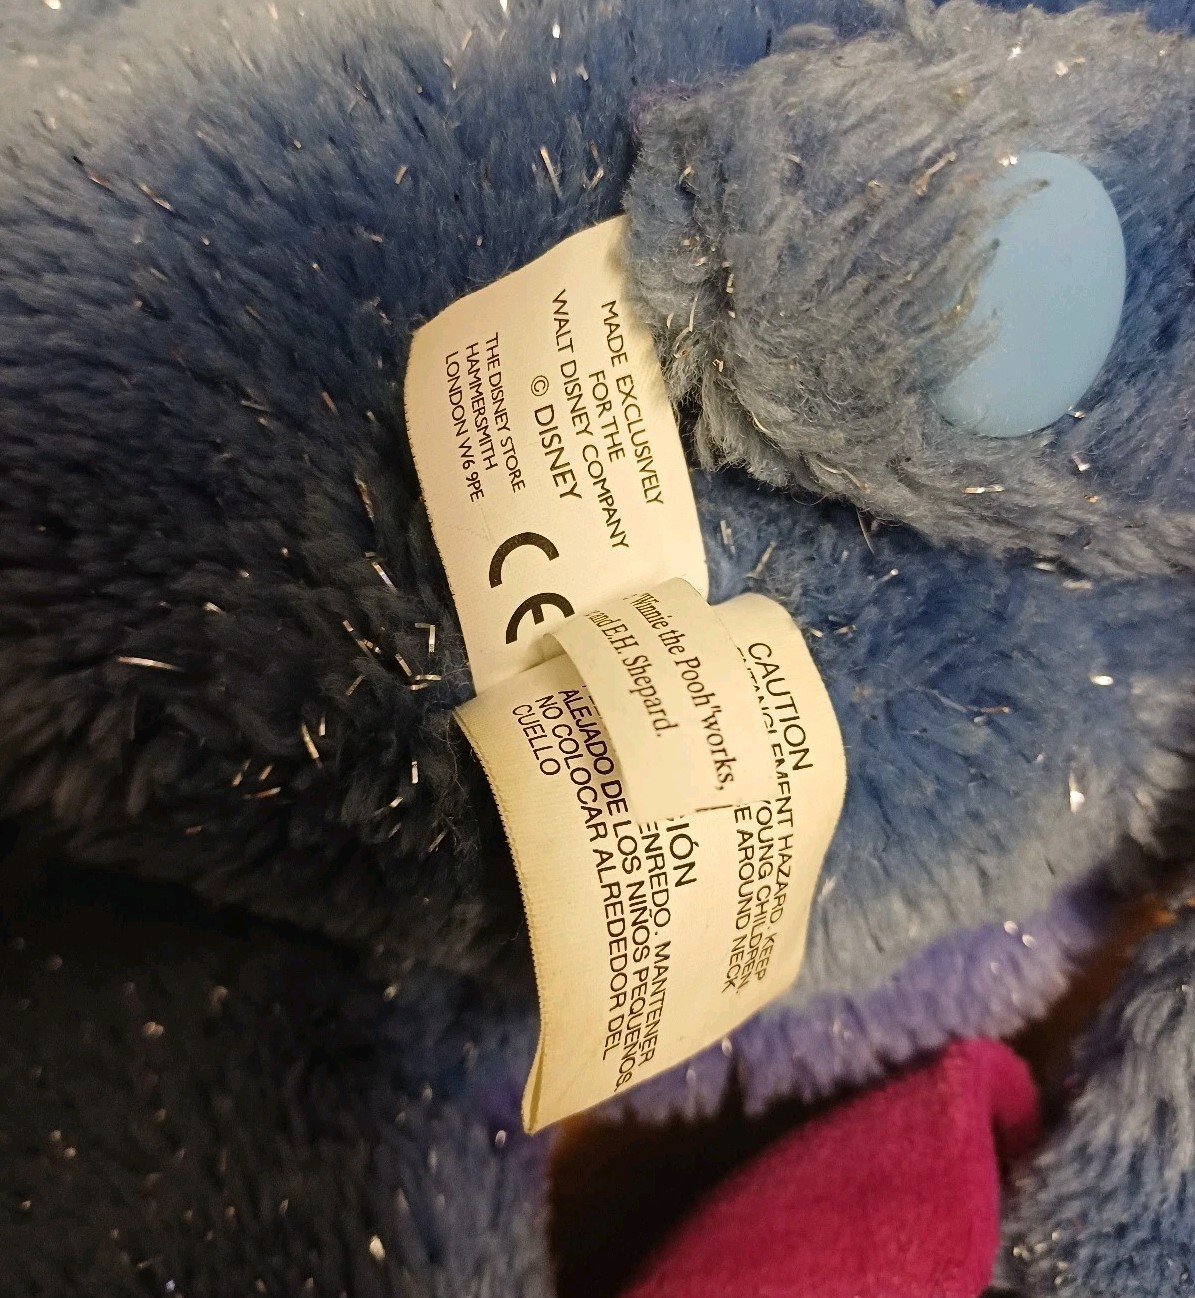 MADE EXCLUSIVELY
FOR THE
WALT DISNEY COMPANY
© DISNEY
THE DISNEY STORE
HAMMERSMITH
LONDON W6 9PE
CE
"Winnie the Pooh" works,
and E.H. Shepard.
CAUTION
HAZARD. KEEP
YOUNG CHILDREN.
AROUND NECK
ENREDO. MANTENER
ALEJADO DE LOS NIÑOS PEQUEÑOS.
NO COLOCAR ALREDEDOR DEL
CUELLO